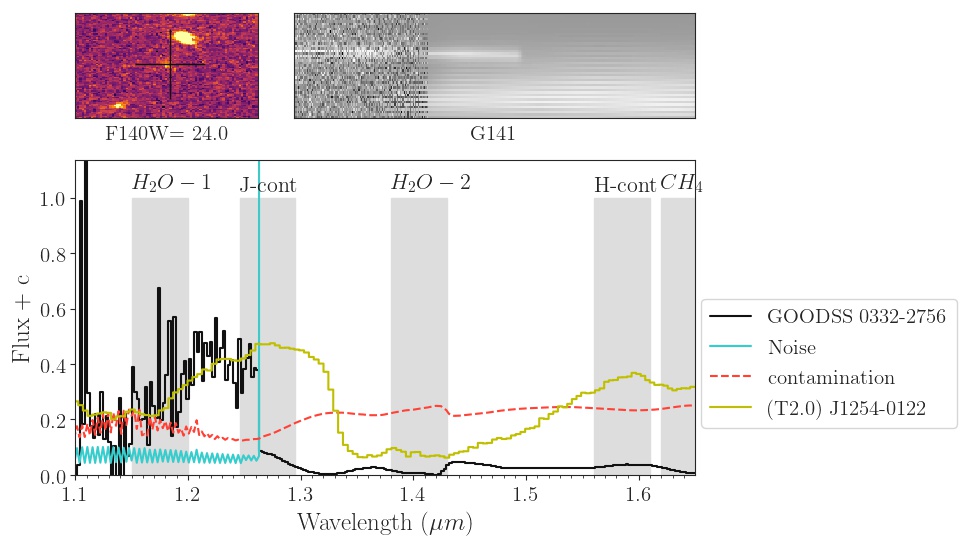 F140W= 24.0
G141
H₂O − 1
J-cont
H₂O − 2
H-cont
CH₄
1.0
0.8
0.6
0.4
0.2
0.0
Flux + c
1.1
1.2
1.3
1.4
1.5
1.6
Wavelength (μm)
GOODSS 0332-2756
Noise
contamination
(T2.0) J1254-0122